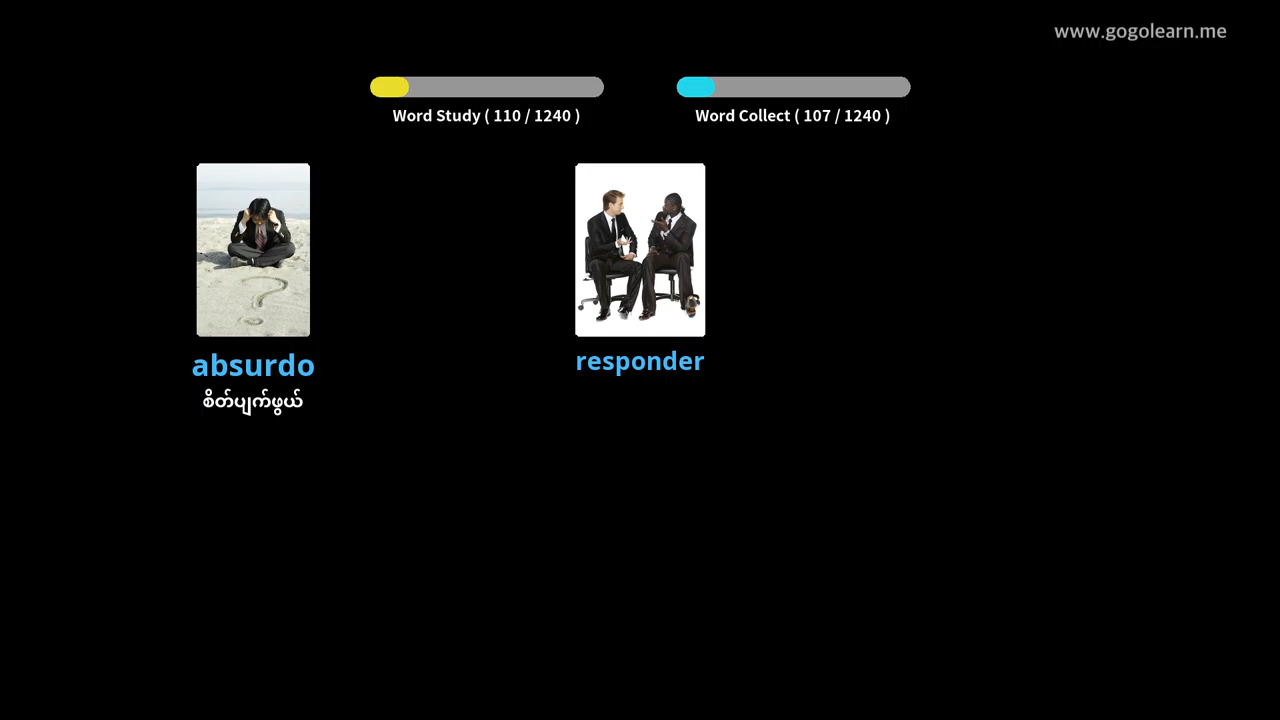 www.gogolearn.me
Word Study ( 110 / 1240 )
Word Collect ( 107 / 1240 )
absurdo
responder
စိတ်ပျက်ဖွယ်